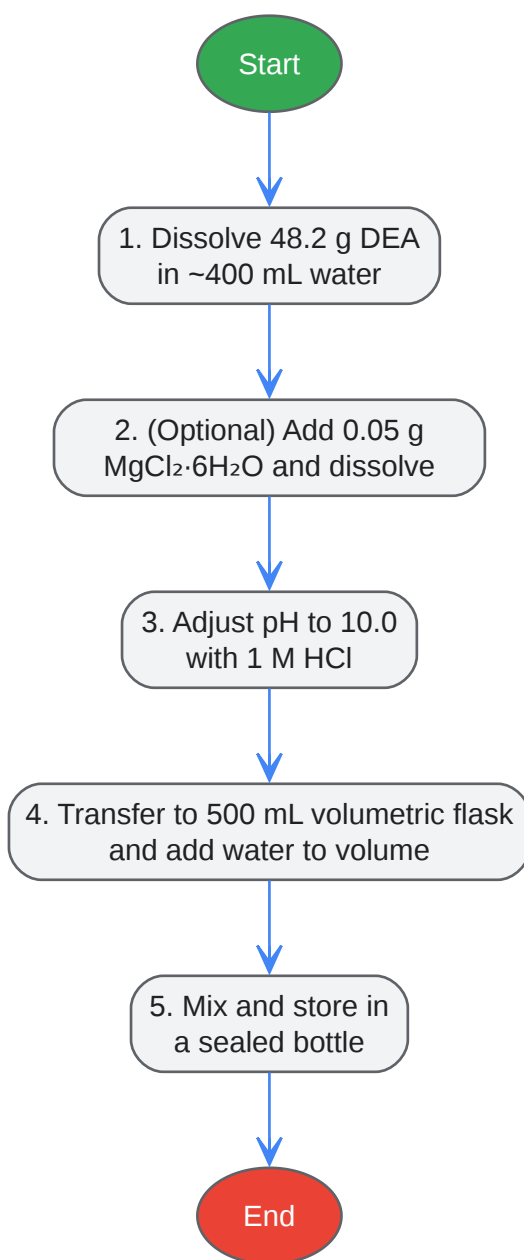 Start
1. Dissolve 48.2 g DEA
in ~400 mL water
2. (Optional) Add 0.05 g
MgCl₂·6H₂O and dissolve
3. Adjust pH to 10.0
with 1 M HCl
4. Transfer to 500 mL volumetric flask
and add water to volume
5. Mix and store in
a sealed bottle
End